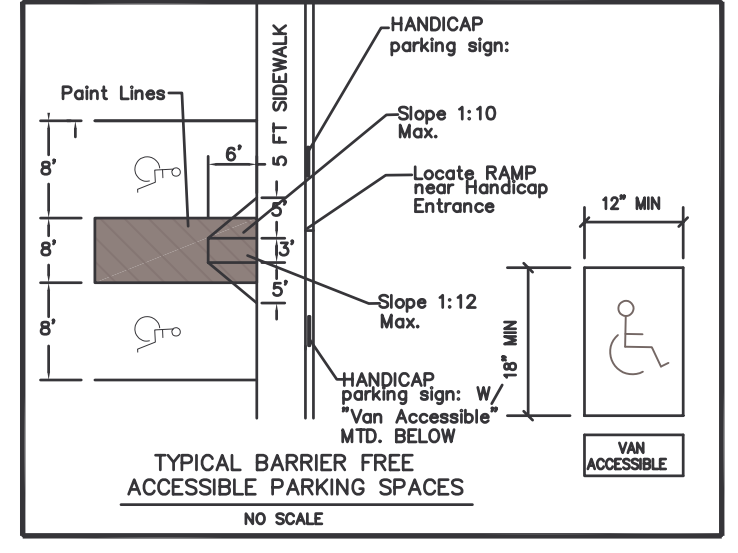 HANDICAP
parking sign:
5 FT SIDEWALK
Paint Lines
Slope 1:10
Max.
6'
8'
Locate RAMP
near Handicap
Entrance
5'
12" MIN
8'
3'
5'
Slope 1:12
Max.
8'
18" MIN
HANDICAP
parking sign: W/
"Van Accessible"
MTD. BELOW
VAN
ACCESSIBLE
TYPICAL BARRIER FREE
ACCESSIBLE PARKING SPACES
NO SCALE